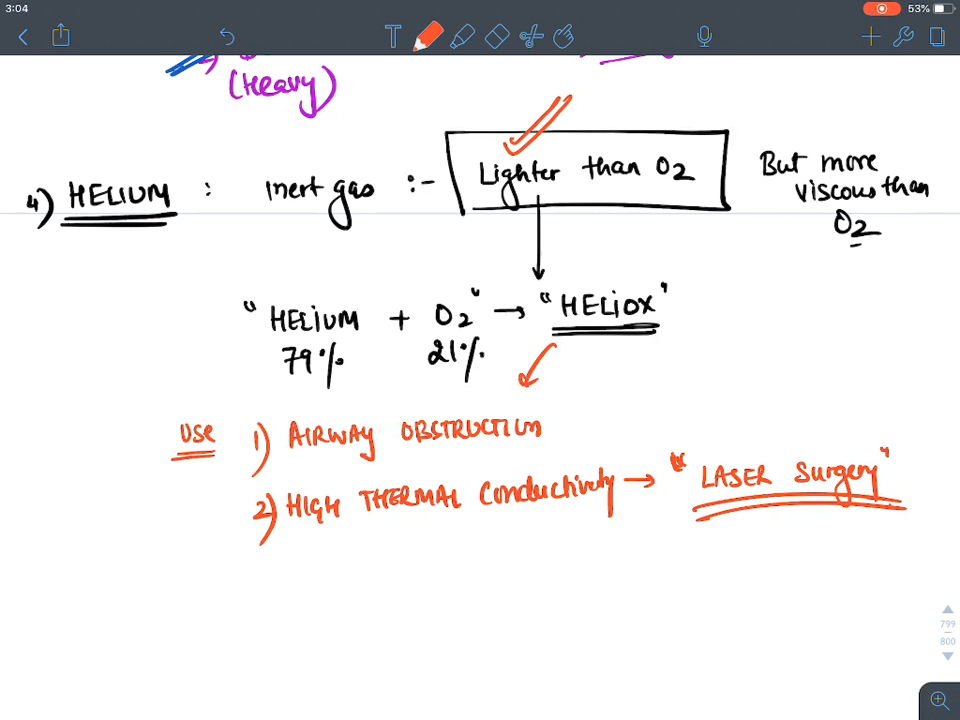 3:04
53%
T
(Heavy)
4) HELIUM : inert gas :- Lighter than O2 But more
viscous than
O2
"HELIUM + O2" → "HELIOX"
79% 21%
USE 1) AIRWAY OBSTRUCTION
2) HIGH THERMAL Conductivity → "LASER Surgery"
799
800